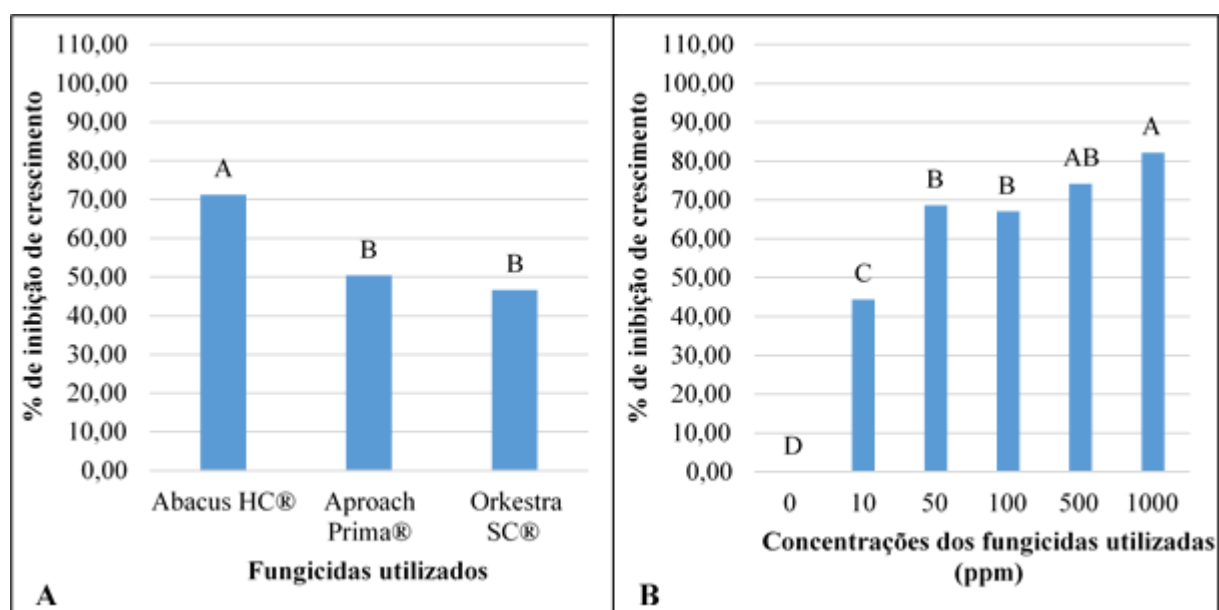 110,00
100,00
90,00
80,00
70,00
60,00
50,00
40,00
30,00
20,00
10,00
0,00
% de inibição de crescimento
A
B
B
Abacus HC®
Aproach
Prima®
Orkestra
SC®
Fungicidas utilizados
A
110,00
100,00
90,00
80,00
70,00
60,00
50,00
40,00
30,00
20,00
10,00
0,00
% de inibição de crescimento
D
C
B
B
AB
A
0 10 50 100 500 1000
Concentrações dos fungicidas utilizadas
(ppm)
B